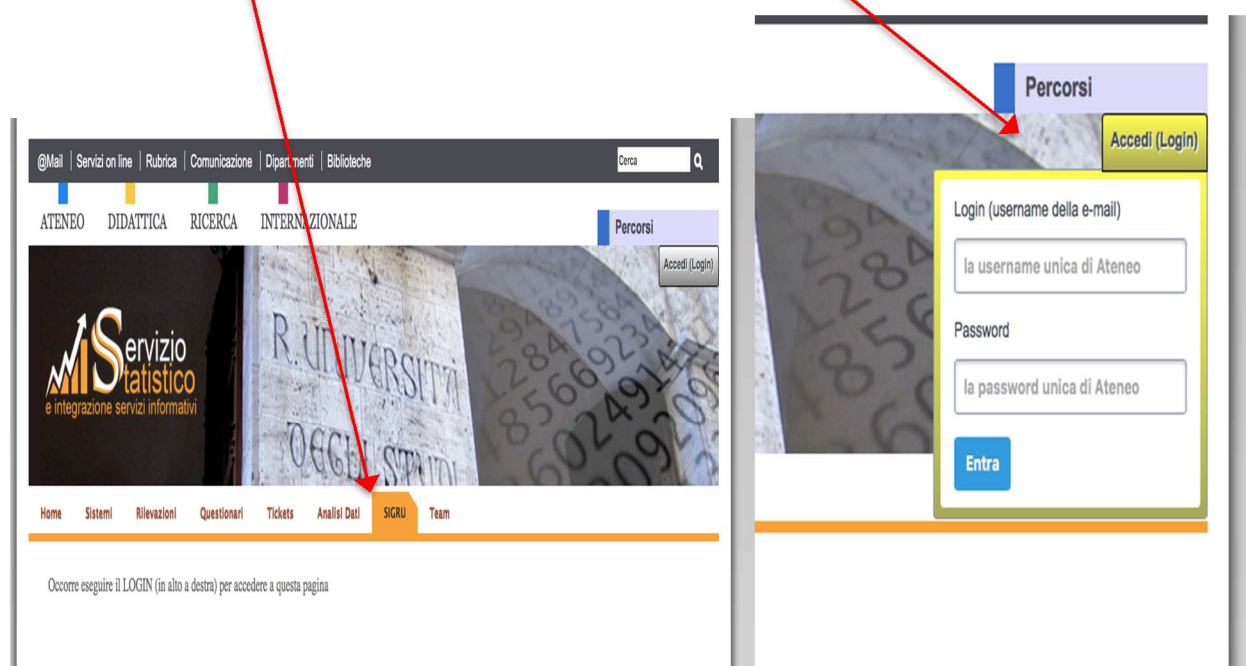 @Mail | Servizi on line | Rubrica | Comunicazione | Dipartimenti | Biblioteche
Cerca
ATENEO DIDATTICA RICERCA INTERNAZIONALE
Percorsi
Accedi (Login)
Servizio
Statistico
e integrazione servizi informativi
R. UNIVERSITÀ
DEGLI STUDI
Home Sistemi Rilevazioni Questionari Tickets Analisi Dati SIGRU Team
Occorre eseguire il LOGIN (in alto a destra) per accedere a questa pagina
Percorsi
Accedi (Login)
Login (username della e-mail)
la username unica di Ateneo
Password
la password unica di Ateneo
Entra